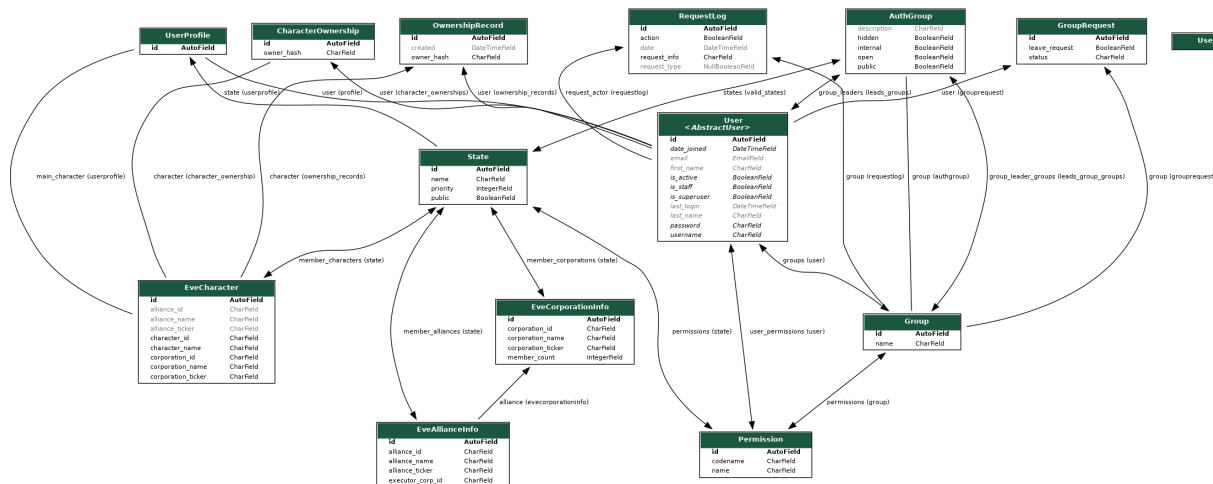 UserProfile
id AutoField
CharacterOwnership
id AutoField
owner_hash CharField
OwnershipRecord
id AutoField
created DateTimeField
owner_hash CharField
RequestLog
id AutoField
action BooleanField
date DateTimeField
request_info CharField
request_type NullBooleanField
AuthGroup
description CharField
hidden BooleanField
internal BooleanField
open BooleanField
public BooleanField
GroupRequest
id AutoField
leave_request BooleanField
status CharField
Use
state (userprofile)
user (profile)
user (character_ownerships)
user (ownership_records)
request_actor (requestlog)
states (valid_states)
group_leaders (leads_groups)
user (grouprequest)
User
<AbstractUser>
id AutoField
date_joined DateTimeField
email EmailField
first_name CharField
is_active BooleanField
is_staff BooleanField
is_superuser BooleanField
last_login DateTimeField
last_name CharField
password CharField
username CharField
State
id AutoField
name CharField
priority IntegerField
public BooleanField
main_character (userprofile)
character (character_ownership)
character (ownership_records)
group (requestlog)
group (authgroup)
group_leader_groups (leads_group_groups)
group (grouprequest
member_characters (state)
member_corporations (state)
groups (user)
EveCharacter
id AutoField
alliance_id CharField
alliance_name CharField
alliance_ticker CharField
character_id CharField
character_name CharField
corporation_id CharField
corporation_name CharField
corporation_ticker CharField
EveCorporationInfo
id AutoField
corporation_id CharField
corporation_name CharField
corporation_ticker CharField
member_count IntegerField
Group
id AutoField
name CharField
member_alliances (state)
permissions (state)
user_permissions (user)
alliance (evecorporationinfo)
permissions (group)
EveAllianceInfo
id AutoField
alliance_id CharField
alliance_name CharField
alliance_ticker CharField
executor_corp_id CharField
Permission
id AutoField
codename CharField
name CharField